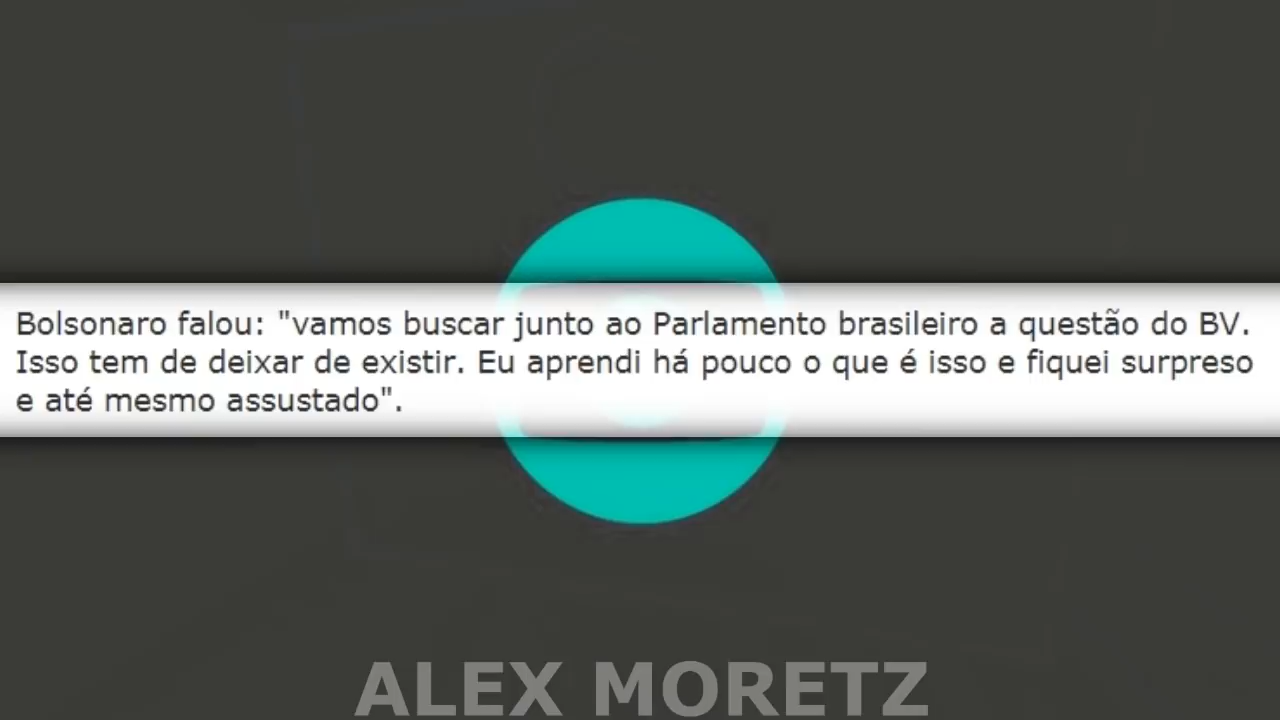 Bolsonaro falou: "vamos buscar junto ao Parlamento brasileiro a questão do BV.
Isso tem de deixar de existir. Eu aprendi há pouco o que é isso e fiquei surpreso
e até mesmo assustado".
ALEX MORETZ